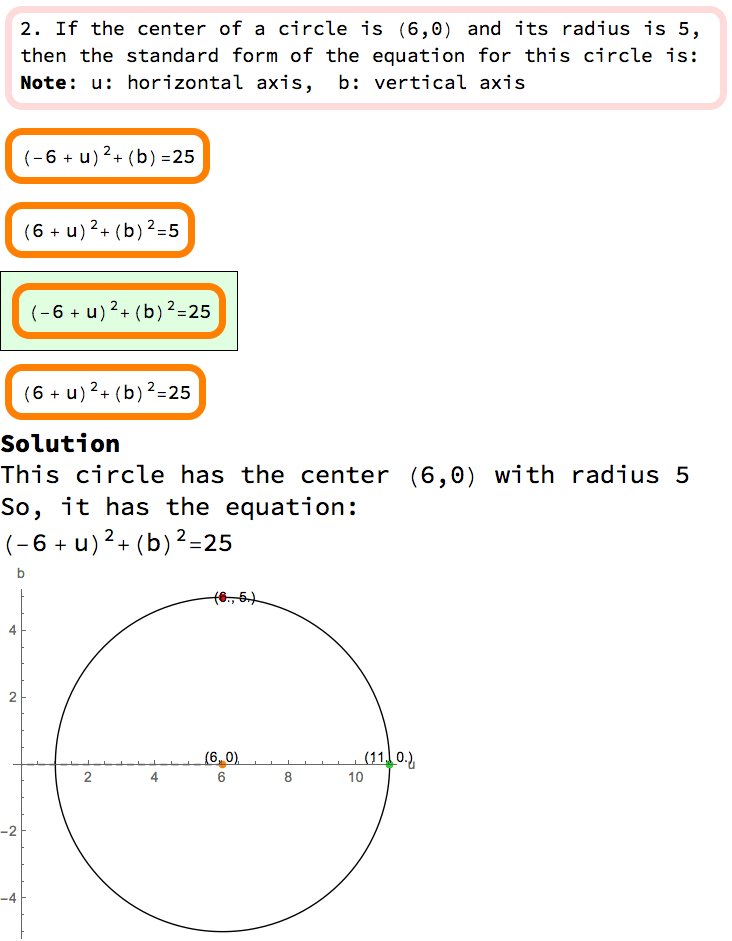 2. If the center of a circle is (6,0) and its radius is 5,
then the standard form of the equation for this circle is:
Note: u: horizontal axis, b: vertical axis
(-6 + u)²+(b)=25
(6 + u)²+(b)²=5
(-6 + u)²+(b)²=25
(6 + u)²+(b)²=25
Solution
This circle has the center (6,0) with radius 5
So, it has the equation:
(-6 + u)²+(b)²=25
b
(6., 5.)
4
2
(6, 0)
(11., 0.)
u
2 4 6 8 10
-2
-4